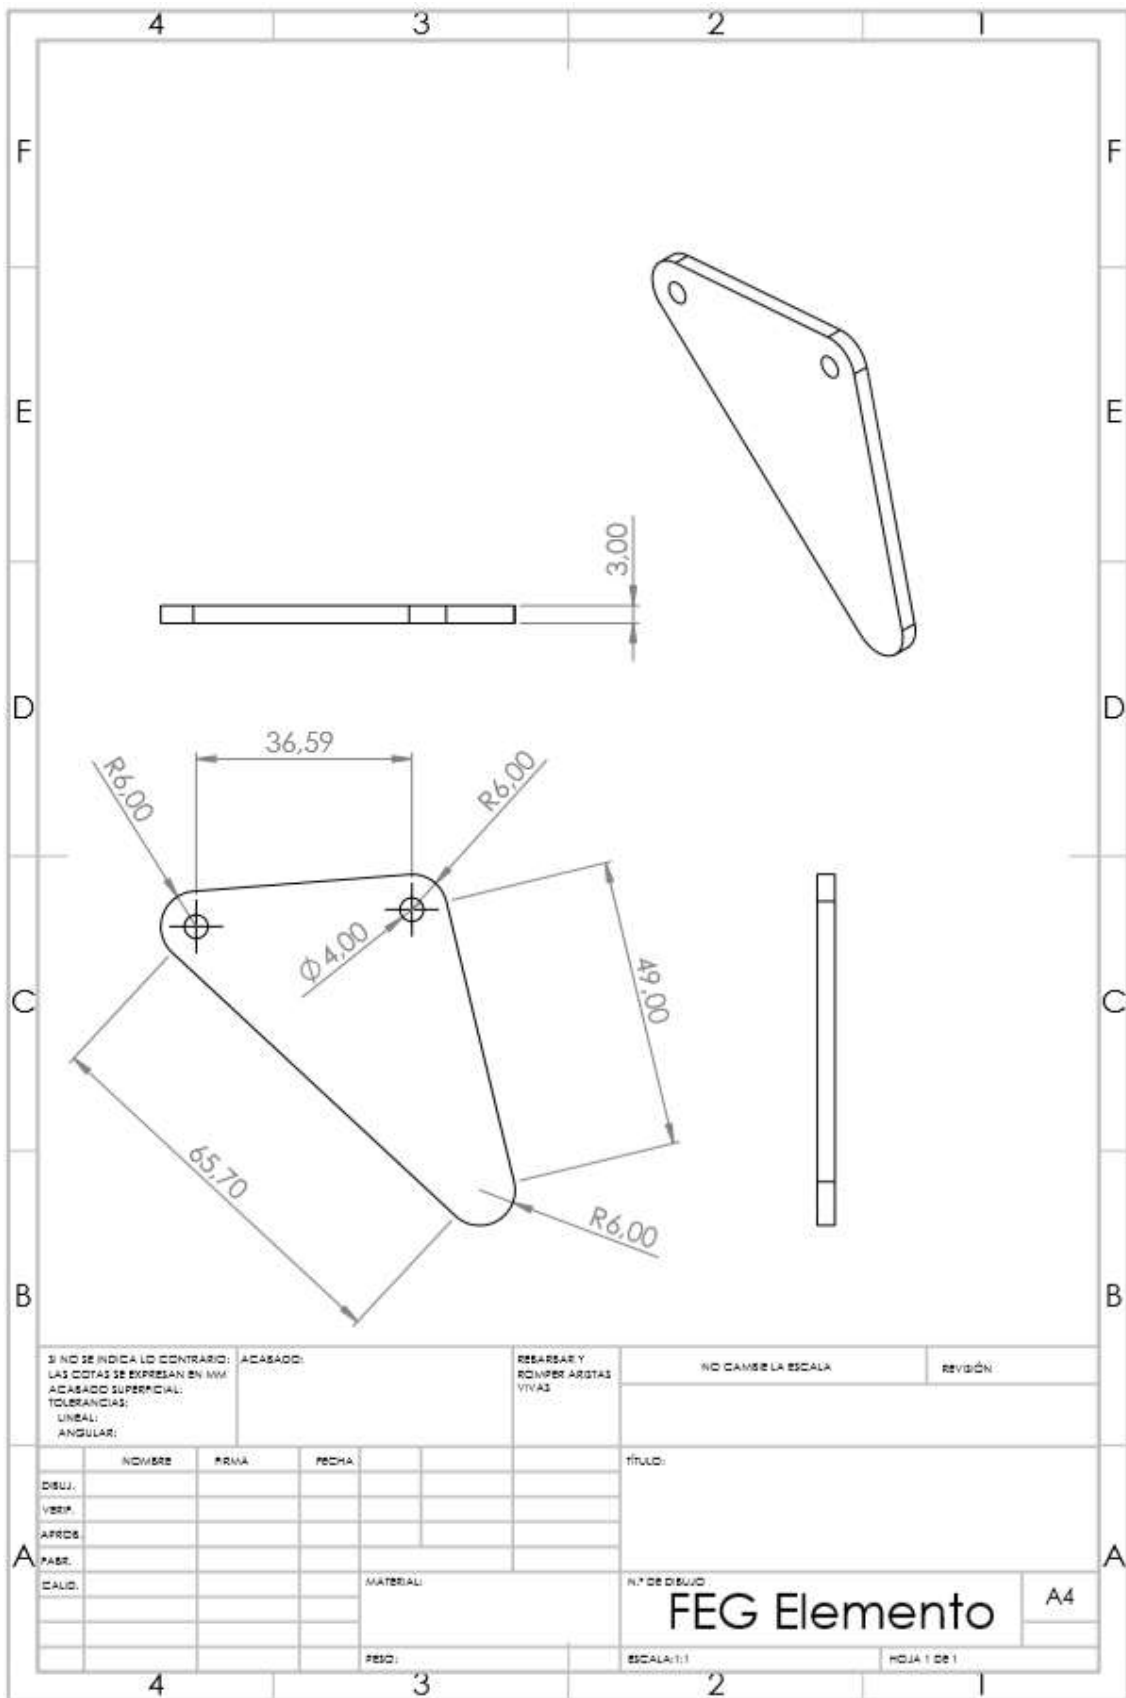 4 3 2 1
F F
E E
3,00
D D
36,59
R6,00
R6,00
Φ 4,00
49,00
C C
65,70
R6,00
B B
SI NO SE INDICA LO CONTRARIO:
LAS COTAS SE EXPRESAN EN MM
ACABADO SUPERFICIAL:
TOLERANCIAS:
LINEAL:
ANGULAR:
ACABADO:
REBARBAR Y
ROMPER ARISTAS
VIVAS
NO CAMBIE LA ESCALA
REVISIÓN
NOMBRE FIRMA FECHA
TÍTULO:
DIBUJ.
VERIF.
APROB.
FABR.
CALID.
A A
MATERIAL:
N.º DE DIBUJO
FEG Elemento
A4
PESO:
ESCALA:1:1
HOJA 1 DE 1
4 3 2 1